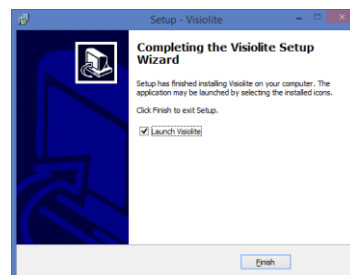 Setup - Visiolite
Completing the Visiolite Setup
Wizard
Setup has finished installing Visiolite on your computer. The
application may be launched by selecting the installed icons.
Click Finish to exit Setup.
Launch Visiolite
Finish